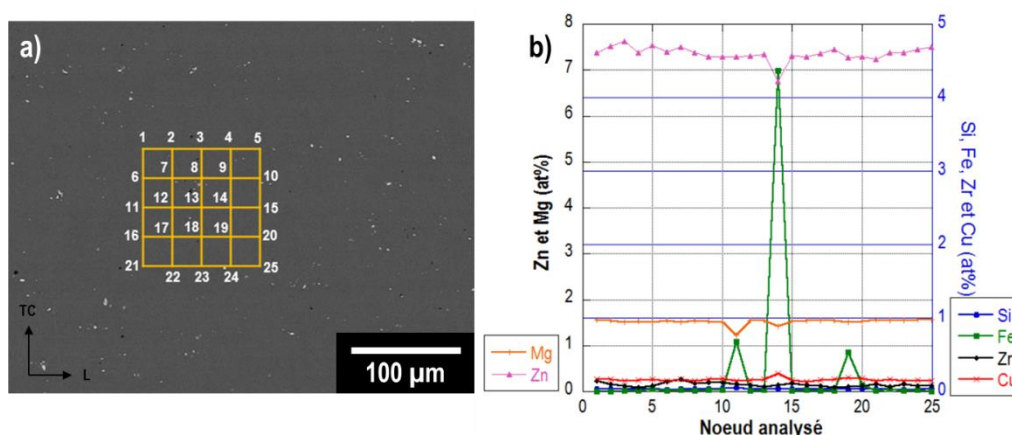 a)
1 2 3 4 5
7 8 9
6 10
12 13 14
11 15
17 18 19
16 20
21 25
22 23 24
TC
L
100 µm
b)
8
7
6
5
4
3
2
1
0
Zn et Mg (at%)
5
4
3
2
1
0
Si, Fe, Zr et Cu (at%)
0 5 10 15 20 25
Noeud analysé
Mg
Zn
Si
Fe
Zr
Cu